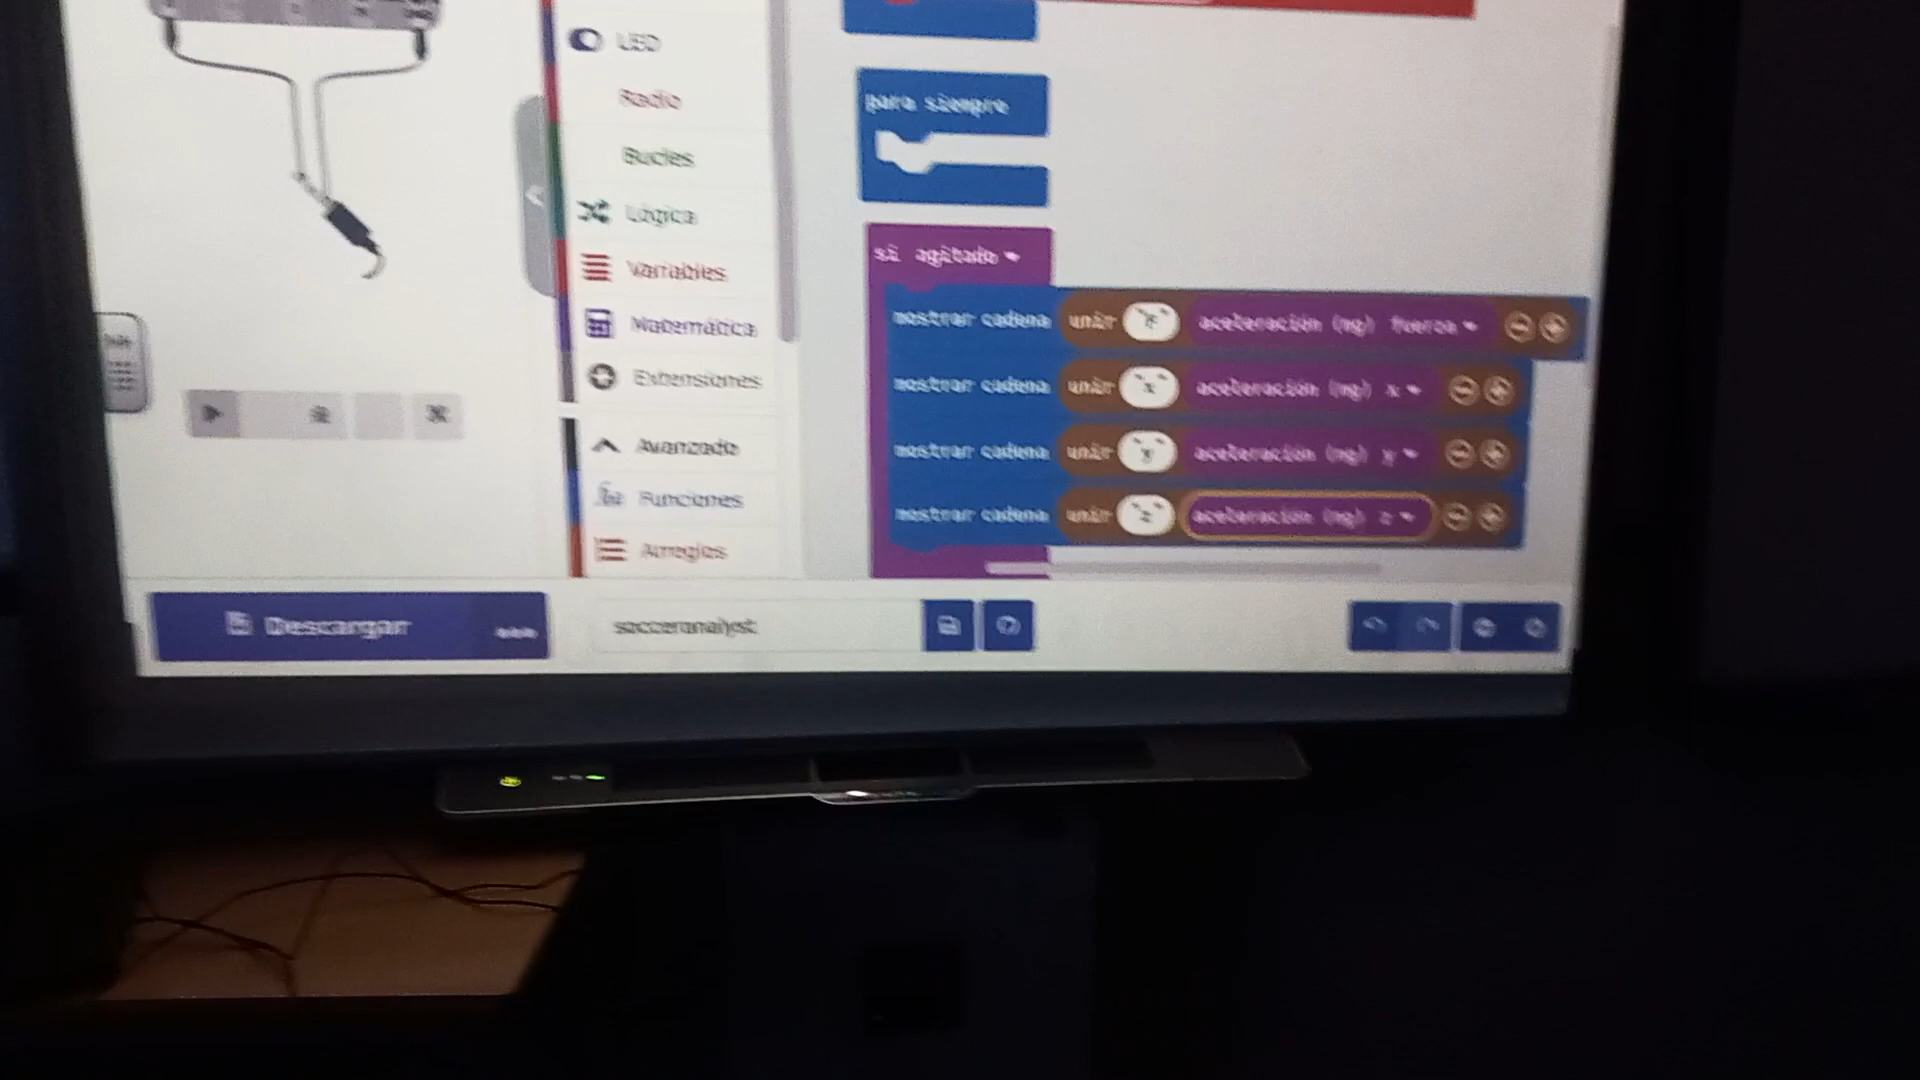 LED
Radio
Bucles
Lógica
Variables
Matemática
Extensiones
Avanzado
Funciones
Arreglos
para siempre
si agitado
mostrar cadena unir "f" aceleración (mg) fuerza
mostrar cadena unir "x" aceleración (mg) x
mostrar cadena unir "y" aceleración (mg) y
mostrar cadena unir "z" aceleración (mg) z
Descargar
socceranalyst